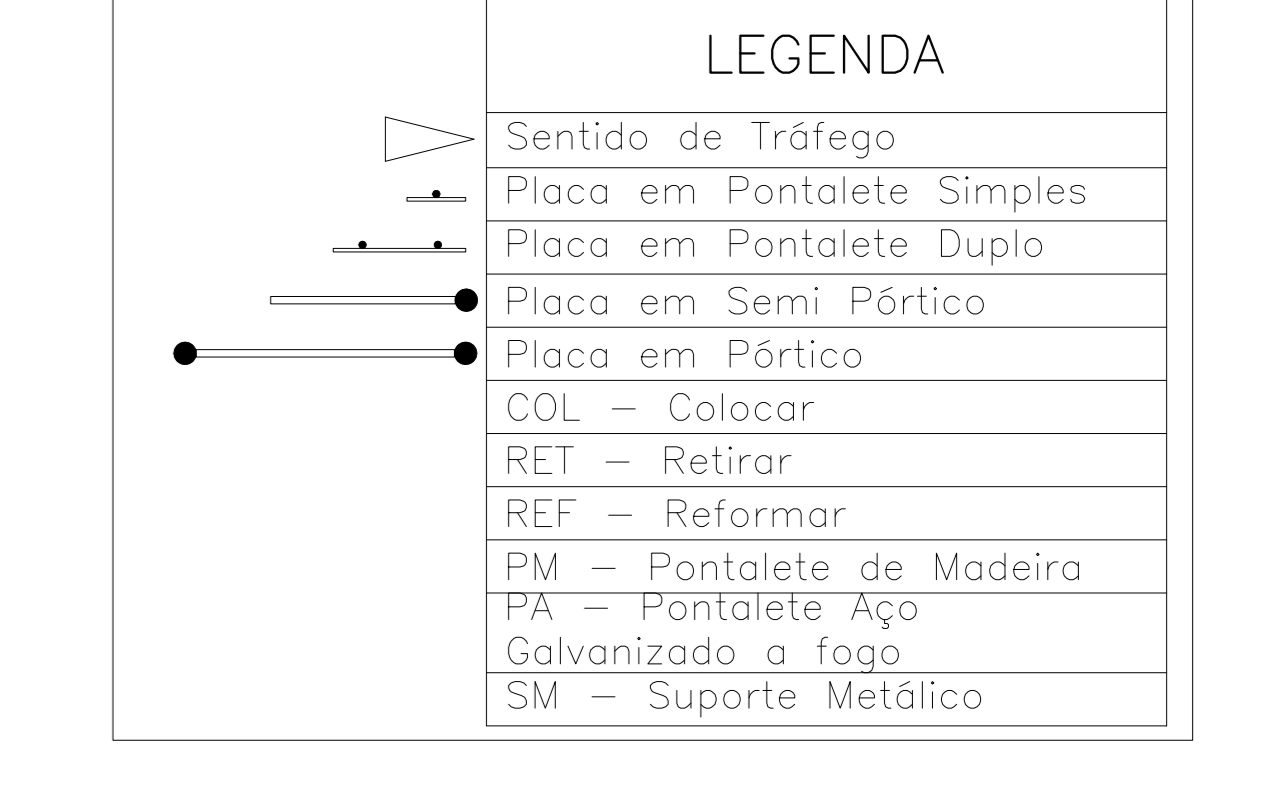 LEGENDA
Sentido de Tráfego
Placa em Pontalete Simples
Placa em Pontalete Duplo
Placa em Semi Pórtico
Placa em Pórtico
COL – Colocar
RET – Retirar
REF – Reformar
PM – Pontalete de Madeira
PA – Pontalete Aço
Galvanizado a fogo
SM – Suporte Metálico